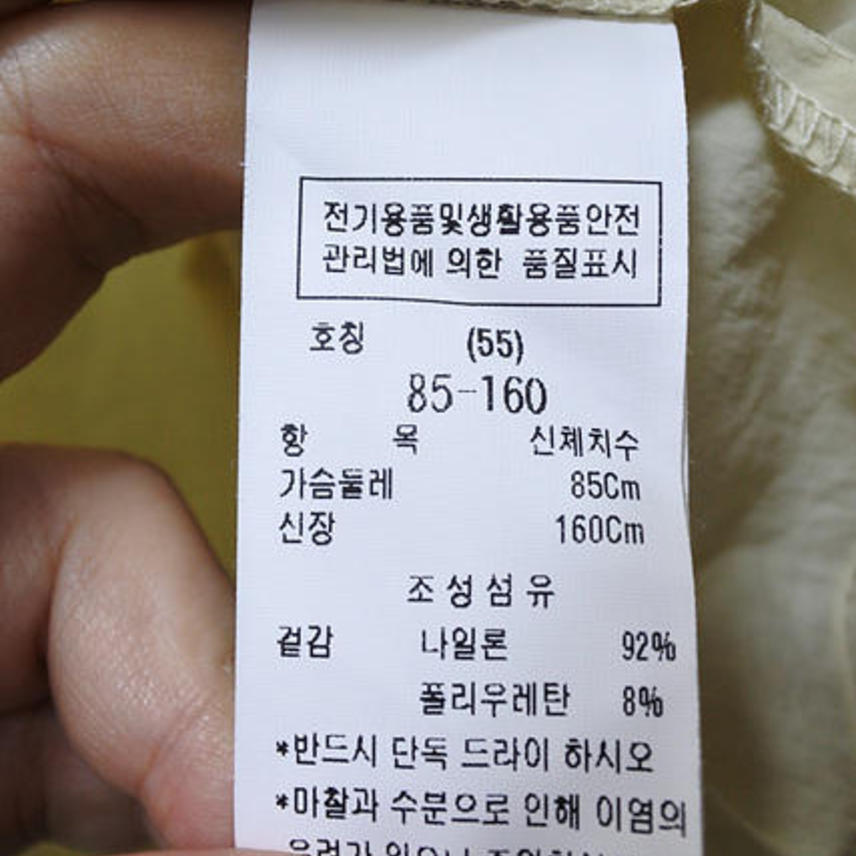 전기용품및생활용품안전
관리법에 의한 품질표시
호칭 (55)
85-160
항 목 신체치수
가슴둘레 85Cm
신장 160Cm
조성섬유
겉감 나일론 92%
폴리우레탄 8%
*반드시 단독 드라이 하시오
*마찰과 수분으로 인해 이염의